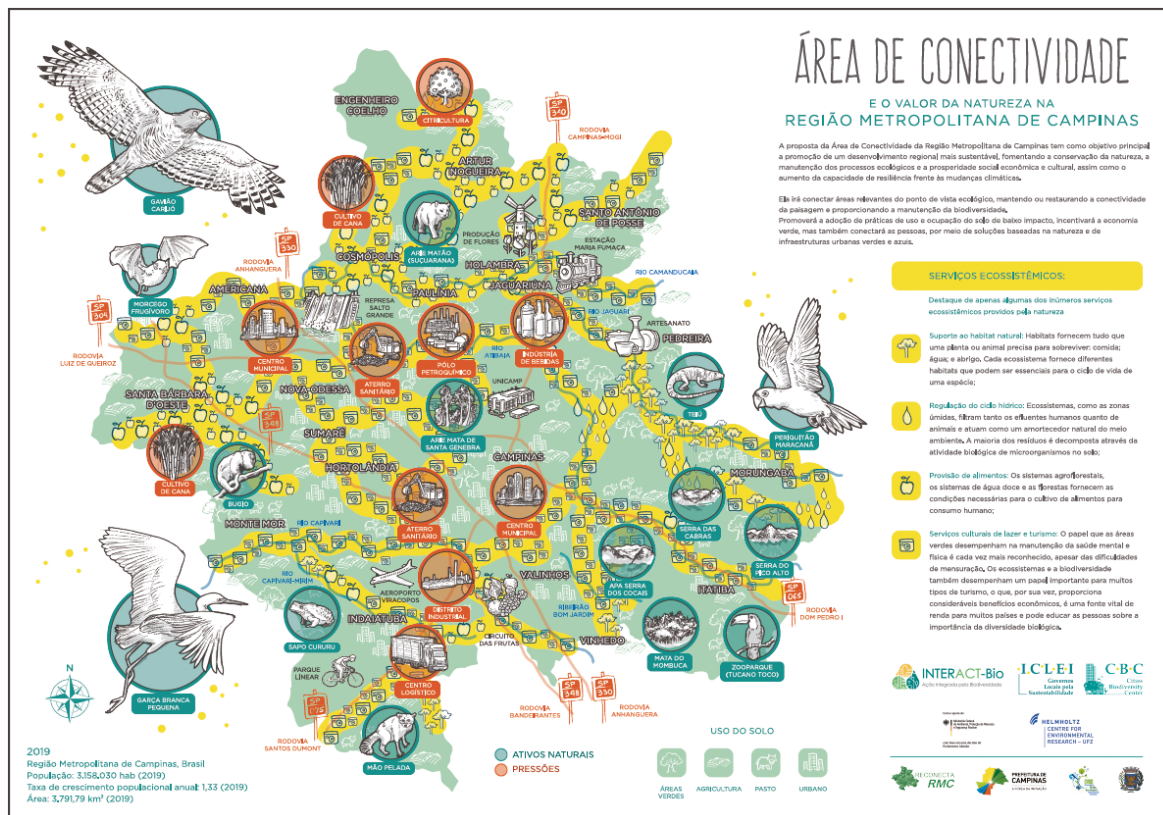 ÁREA DE CONECTIVIDADE
E O VALOR DA NATUREZA NA
REGIÃO METROPOLITANA DE CAMPINAS
A proposta da Área de Conectividade da Região Metropolitana de Campinas tem como objetivo principal
a promoção de um desenvolvimento regional mais sustentável, fomentando a conservação da natureza, a
manutenção dos processos ecológicos e a prosperidade social econômica e cultural, assim como o
aumento da capacidade de resiliência frente às mudanças climáticas.
Ela irá conectar áreas relevantes do ponto de vista ecológico, mantendo ou restaurando a conectividade
da paisagem e proporcionando a manutenção da biodiversidade.
Promoverá a adoção de práticas de uso e ocupação do solo de baixo impacto, incentivará a economia
verde, mas também conectará as pessoas, por meio de soluções baseadas na natureza e de
infraestruturas urbanas verdes e azuis.
SERVIÇOS ECOSSISTÊMICOS:
Destaque de apenas algumas dos inúmeros serviços
ecossistêmicos providos pela natureza
Suporte ao habitat natural: Habitats fornecem tudo que
uma planta ou animal precisa para sobreviver: comida;
água; e abrigo. Cada ecossistema fornece diferentes
habitats que podem ser essenciais para o ciclo de vida de
uma espécie;
Regulação do ciclo hídrico: Ecossistemas, como as zonas
úmidas, filtram tanto os efluentes humanos quanto de
animais e atuam como um amortecedor natural do meio
ambiente. A maioria dos resíduos é decomposta através da
atividade biológica de microorganismos no solo;
Provisão de alimentos: Os sistemas agroflorestais,
os sistemas de água doce e as florestas fornecem as
condições necessárias para o cultivo de alimentos para
consumo humano;
Serviços culturais de lazer e turismo: O papel que as áreas
verdes desempenham na manutenção da saúde mental e
física é cada vez mais reconhecido, apesar das dificuldades
de mensuração. Os ecossistemas e a biodiversidade
também desempenham um papel importante para muitos
tipos de turismo, o que, por sua vez, proporciona
consideráveis benefícios econômicos, é uma fonte vital de
renda para muitos países e pode educar as pessoas sobre a
importância da diversidade biológica.
GAVIÃO
CARIJÓ
ENGENHEIRO
COELHO
CITRICULTURA
SP
340
RODOVIA
CAMPINAS-MOGI
ARTUR
NOGUEIRA
CULTIVO
DE CANA
ARIE MATÃO
(SUÇUARANA)
PRODUÇÃO
DE FLORES
SANTO ANTÔNIO
DE POSSE
ESTAÇÃO
MARIA FUMAÇA
SP
330
RODOVIA
ANHANGUERA
COSMÓPOLIS
HOLAMBRA
RIO CAMANDUCAIA
MORCEGO
FRUGÍVORO
AMERICANA
PAULÍNIA
JAGUARIÚNA
SP
304
REPRESA
SALTO
GRANDE
RIO JAGUARI
ARTESANATO
PEDREIRA
RODOVIA
LUIZ DE QUEIROZ
CENTRO
MUNICIPAL
ATERRO
SANITÁRIO
PÓLO
PETROQUÍMICO
RIO
ATIBAIA
INDÚSTRIA
DE BEBIDAS
NOVA ODESSA
UNICAMP
SANTA BÁRBARA
D'OESTE
TEIÚ
PERIQUITÃO
MARACANÃ
SP
348
SUMARÉ
ARIE MATA DE
SANTA GENEBRA
CULTIVO
DE CANA
BUGIO
HORTOLÂNDIA
CAMPINAS
MORUNGABA
MONTE MOR
RIO CAPIVARI
ATERRO
SANITÁRIO
CENTRO
MUNICIPAL
SERRA DAS
CABRAS
SERRA DO
PICO ALTO
RIO
CAPIVARI-MIRIM
AEROPORTO
VIRACOPOS
VALINHOS
APA SERRA
DOS COCAIS
ITATIBA
SP
065
RODOVIA
DOM PEDRO I
SAPO CURURU
INDAIATUBA
DISTRITO
INDUSTRIAL
RIBEIRÃO
BOM JARDIM
CIRCUITO
DAS FRUTAS
VINHEDO
MATA DO
MOMBUCA
ZOOPARQUE
(TUCANO TOCO)
GARÇA BRANCA
PEQUENA
PARQUE
LINEAR
CENTRO
LOGÍSTICO
SP
075
RODOVIA
SANTOS DUMONT
MÃO PELADA
SP
348
SP
330
RODOVIA
BANDEIRANTES
RODOVIA
ANHANGUERA
N
2019
Região Metropolitana de Campinas, Brasil
População: 3.158.030 hab (2019)
Taxa de crescimento populacional anual: 1,33 (2019)
Área: 3.791,79 km² (2019)
ATIVOS NATURAIS
PRESSÕES
USO DO SOLO
ÁREAS
VERDES
AGRICULTURA
PASTO
URBANO
INTERACT-Bio
Ação Integrada pela Biodiversidade
I.C.L.E.I
Governos
Locais pela
Sustentabilidade
C·B·C
Cities
Biodiversity
Center
HELMHOLTZ
CENTRE FOR
ENVIRONMENTAL
RESEARCH – UFZ
RECONECTA
RMC
PREFEITURA DE
CAMPINAS